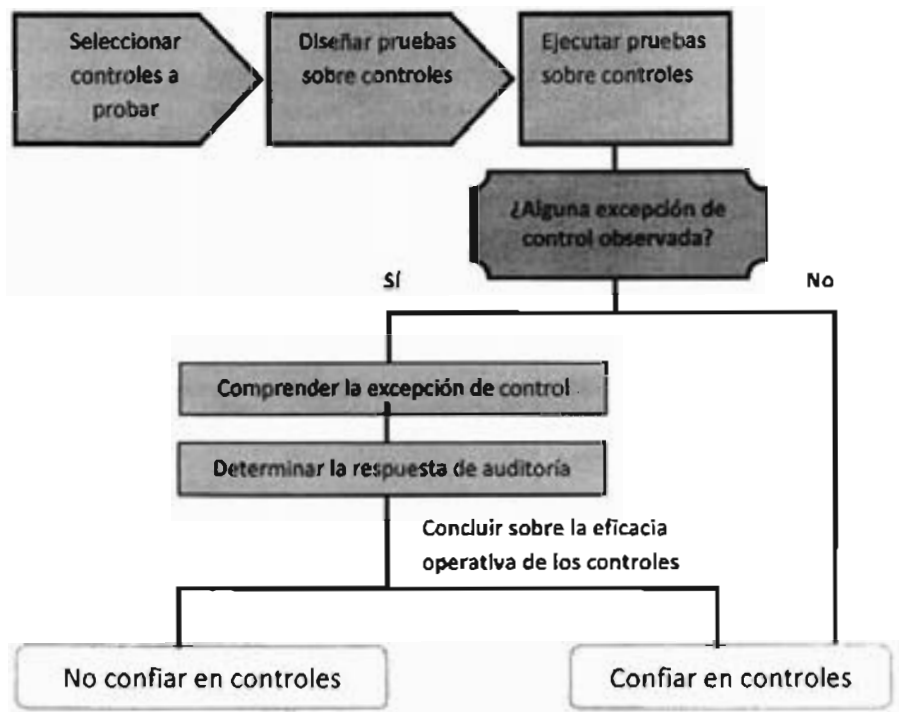 Seleccionar
controles a
probar
Diseñar pruebas
sobre controles
Ejecutar pruebas
sobre controles
¿Alguna excepción de
control observada?
Sí
No
Comprender la excepción de control
Determinar la respuesta de auditoría
Concluir sobre la eficacia
operativa de los controles
No confiar en controles
Confiar en controles